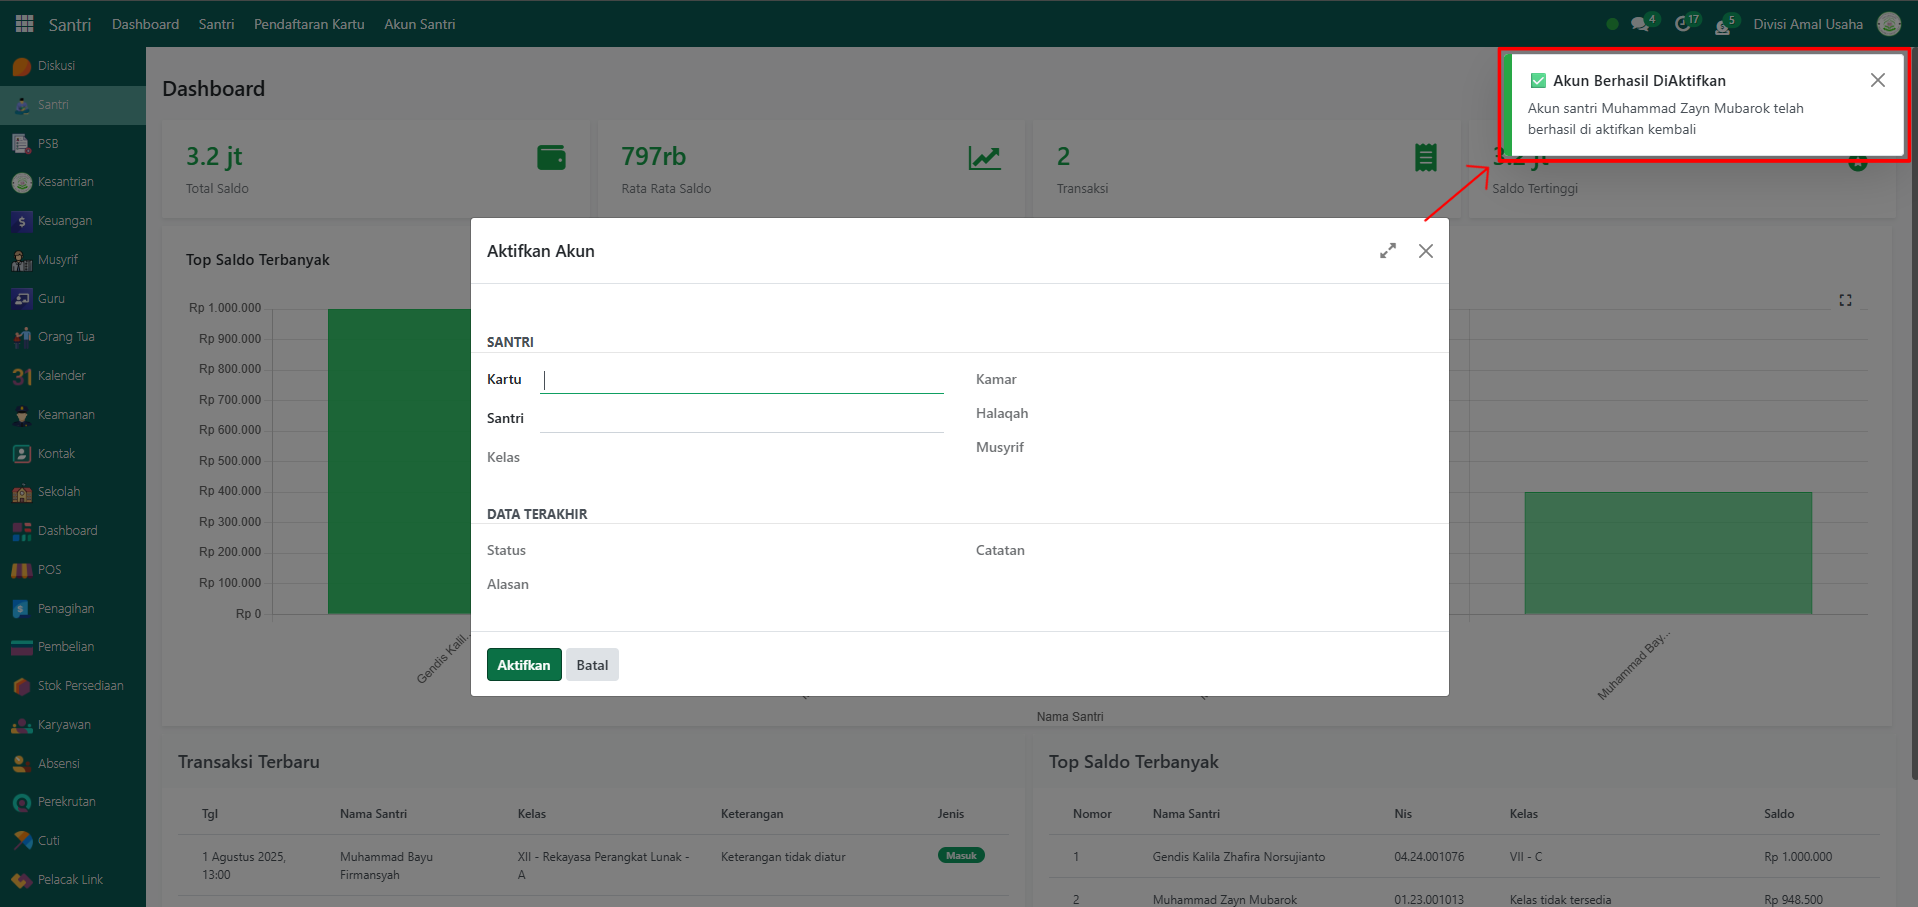 Santri
Dashboard
Santri
Pendaftaran Kartu
Akun Santri
4
17
5
Divisi Amal Usaha
Diskusi
Santri
PSB
Kesantrian
Keuangan
Musyrif
Guru
Orang Tua
Kalender
Keamanan
Kontak
Sekolah
Dashboard
POS
Penagihan
Pembelian
Stok Persediaan
Karyawan
Absensi
Perekrutan
Cuti
Pelacak Link
Dashboard
Akun Berhasil DiAktifkan
Akun santri Muhammad Zayn Mubarok telah
berhasil di aktifkan kembali
3.2 jt
Total Saldo
797rb
Rata Rata Saldo
2
Transaksi
3.2 jt
Saldo Tertinggi
Top Saldo Terbanyak
Rp 1.000.000
Rp 900.000
Rp 800.000
Rp 700.000
Rp 600.000
Rp 500.000
Rp 400.000
Rp 300.000
Rp 200.000
Rp 100.000
Rp 0
Gendis Kalil...
Muhammad Bay...
Nama Santri
Aktifkan Akun
SANTRI
Kartu
Santri
Kelas
Kamar
Halaqah
Musyrif
DATA TERAKHIR
Status
Alasan
Catatan
Aktifkan
Batal
Transaksi Terbaru
Tgl Nama Santri Kelas Keterangan Jenis
1 Agustus 2025, Muhammad Bayu XII - Rekayasa Perangkat Lunak - Keterangan tidak diatur Masuk
13:00 Firmansyah A
Top Saldo Terbanyak
Nomor Nama Santri Nis Kelas Saldo
1 Gendis Kalila Zhafira Norsujianto 04.24.001076 VII - C Rp 1.000.000
2 Muhammad Zayn Mubarok 01.23.001013 Kelas tidak tersedia Rp 948.500